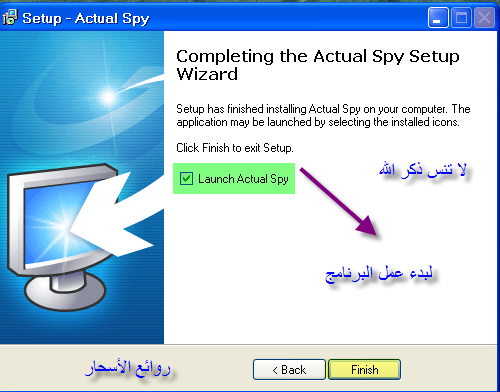 Setup - Actual Spy
Completing the Actual Spy Setup
Wizard
Setup has finished installing Actual Spy on your computer. The
application may be launched by selecting the installed icons.
Click Finish to exit Setup.
لا تنس ذكر الله
Launch Actual Spy
لبدء عمل البرنامج
روائع الأسحار
< Back
Finish